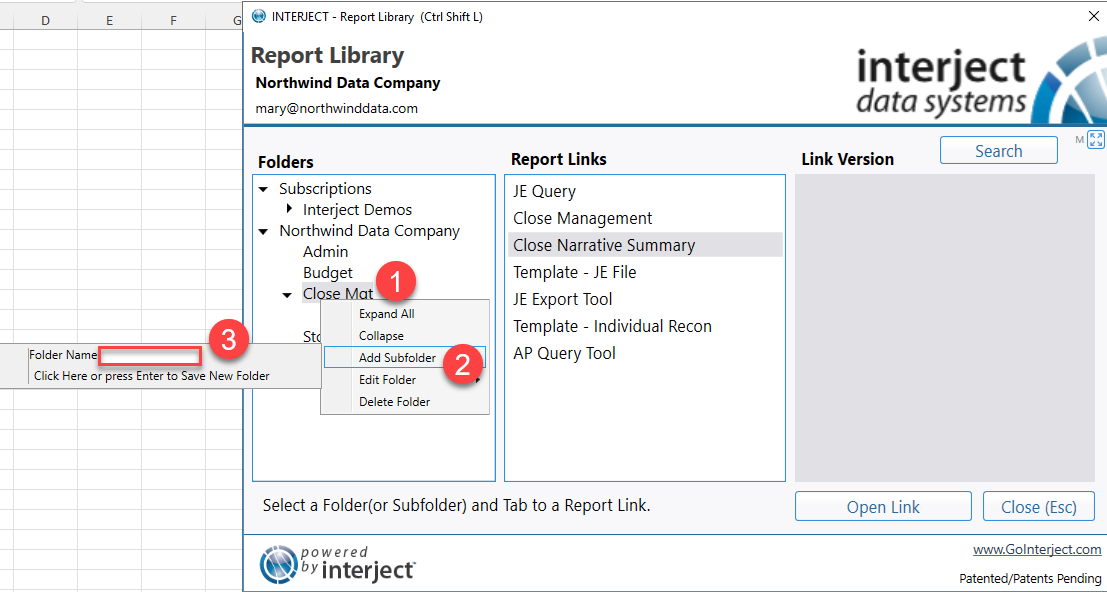 D E F G
INTERJECT - Report Library (Ctrl Shift L)
Report Library
Northwind Data Company
mary@northwinddata.com
interject
data systems
Folders
Report Links
Link Version
Search
M
Subscriptions
Interject Demos
Northwind Data Company
Admin
Budget
Close Mgt
1
Expand All
Collapse
Add Subfolder
2
Edit Folder
Delete Folder
3
Folder Name
Click Here or press Enter to Save New Folder
JE Query
Close Management
Close Narrative Summary
Template - JE File
JE Export Tool
Template - Individual Recon
AP Query Tool
Select a Folder(or Subfolder) and Tab to a Report Link.
Open Link
Close (Esc)
powered
by interject
www.GoInterject.com
Patented/Patents Pending